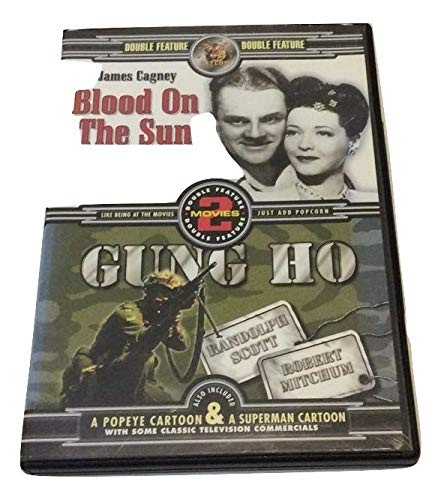 DOUBLE FEATURE DOUBLE FEATURE
James Cagney
Blood On
The Sun
DOUBLE FEATURE
LIKE BEING AT THE MOVIES 2 MOVIES JUST ADD POPCORN
DOUBLE FEATURE
GUNG HO
RANDOLPH
SCOTT
ROBERT
MITCHUM
ALSO INCLUDED
A POPEYE CARTOON & A SUPERMAN CARTOON
WITH SOME CLASSIC TELEVISION COMMERCIALS